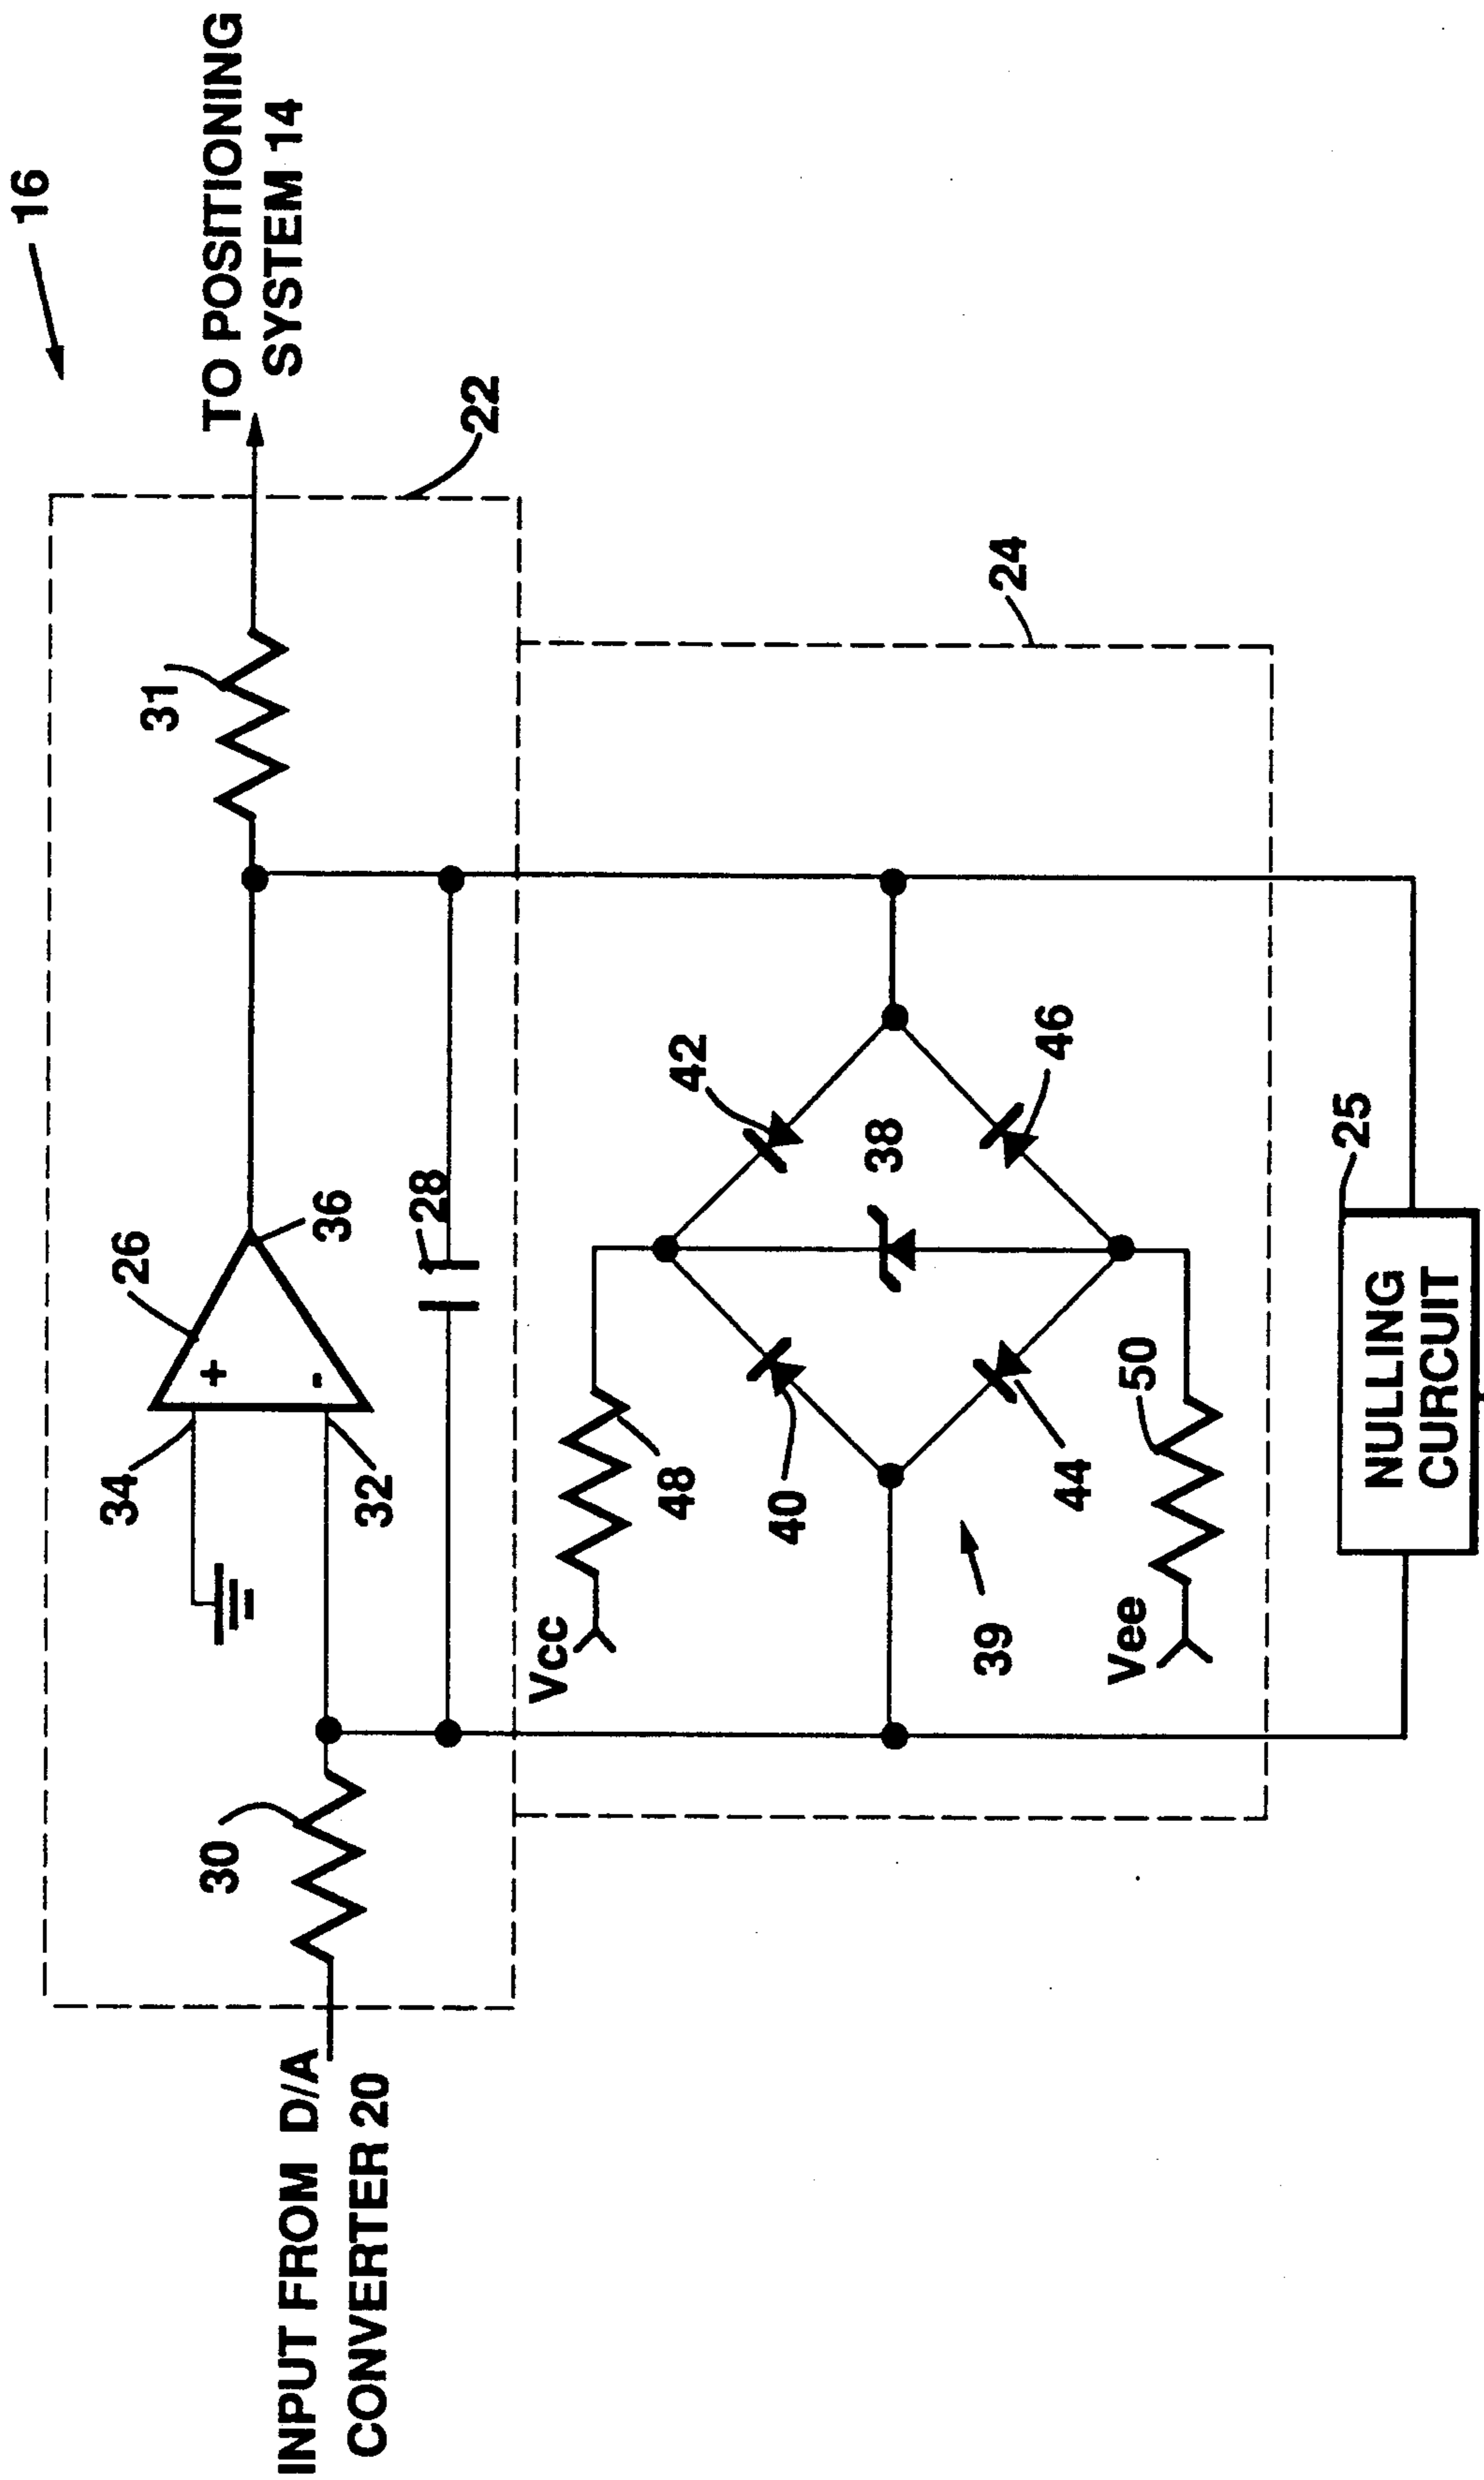 16
TO POSITIONING
SYSTEM 14
22
31
26
+
-
34
36
32
30
28
INPUT FROM D/A
CONVERTER 20
24
Vcc
48
42
40
38
46
39
44
Vee
50
25
NULLING
CURCUIT